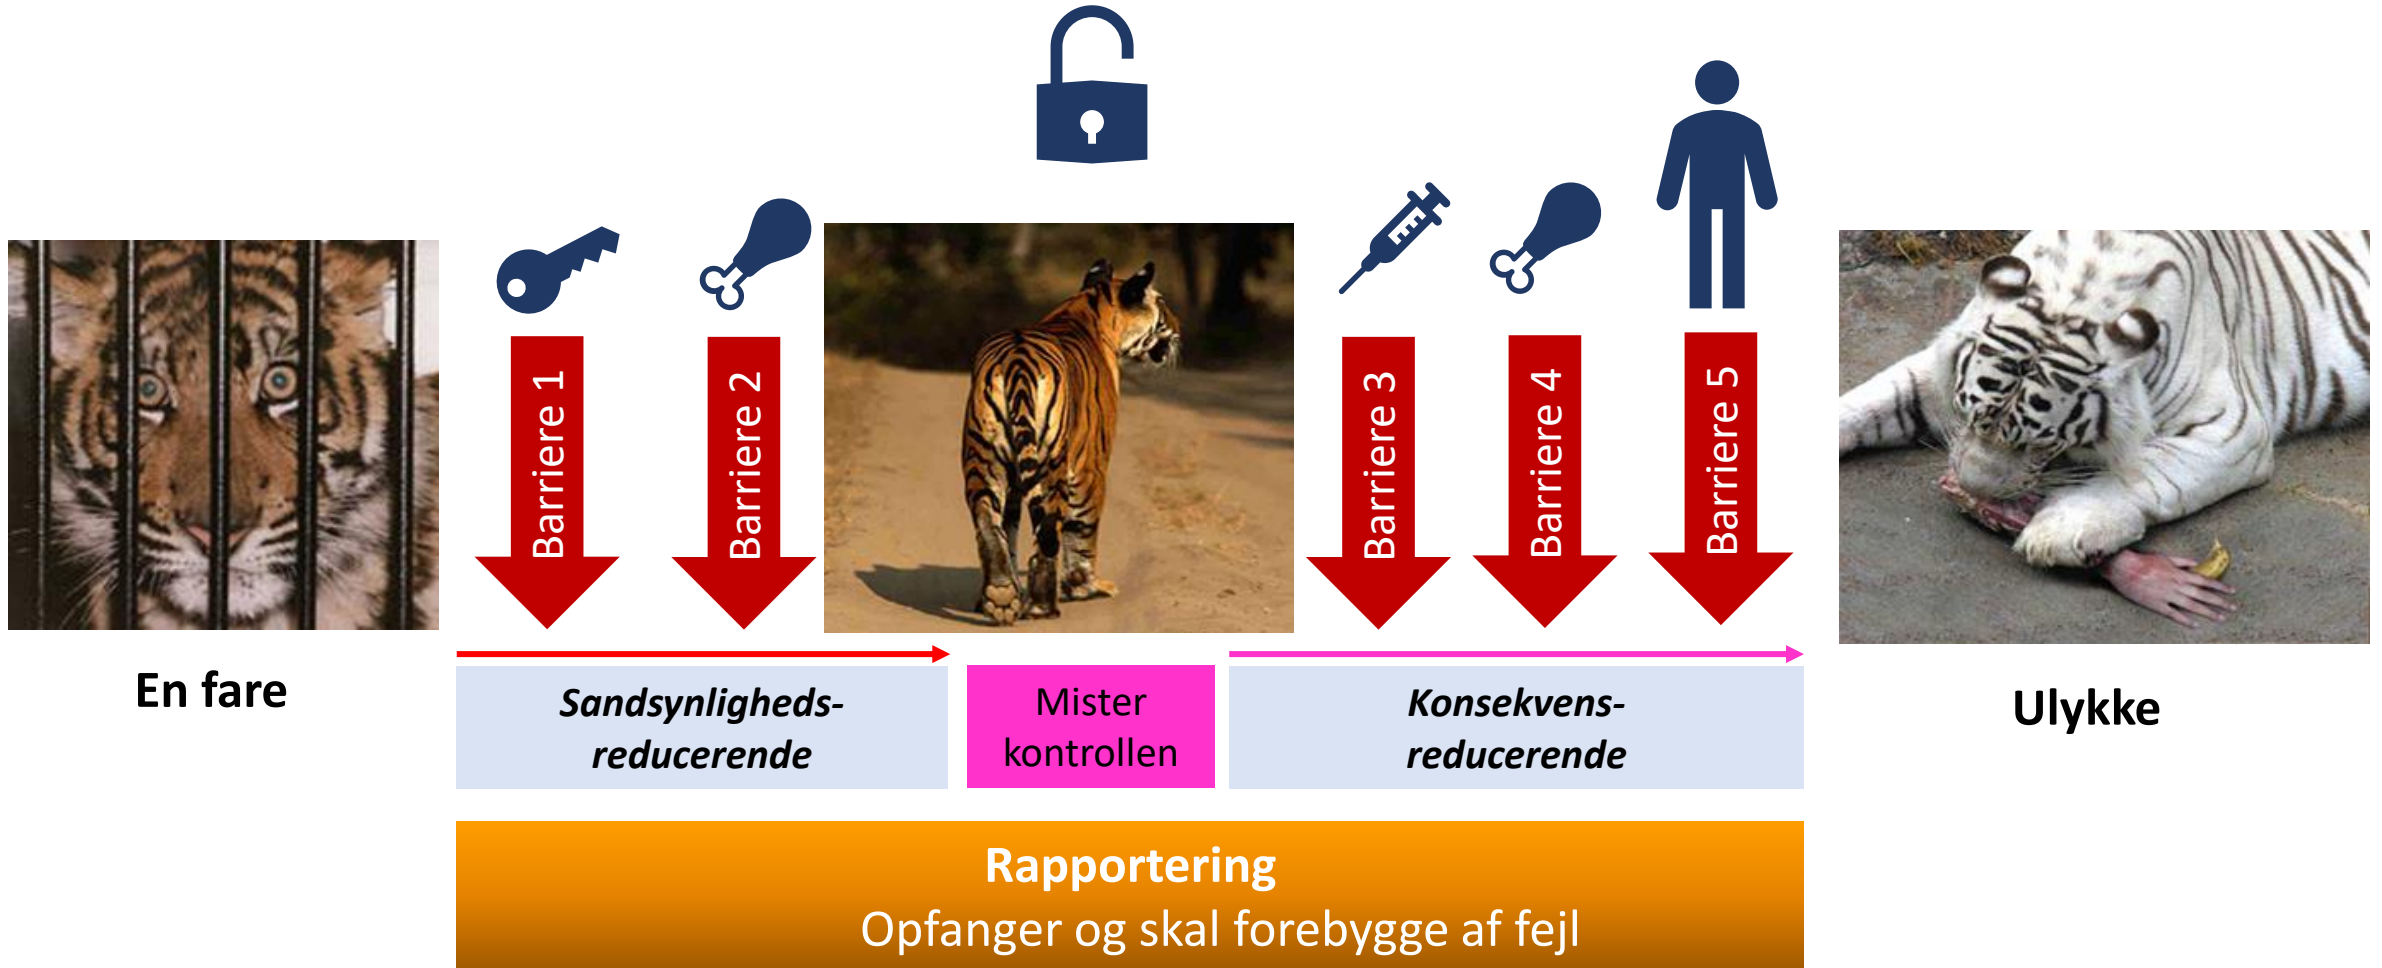 Barriere 1
Barriere 2
Barriere 3
Barriere 4
Barriere 5
En fare
Sandsynligheds-
reducerende
Mister
kontrollen
Konsekvens-
reducerende
Ulykke
Rapportering
Opfanger og skal forebygge af fejl